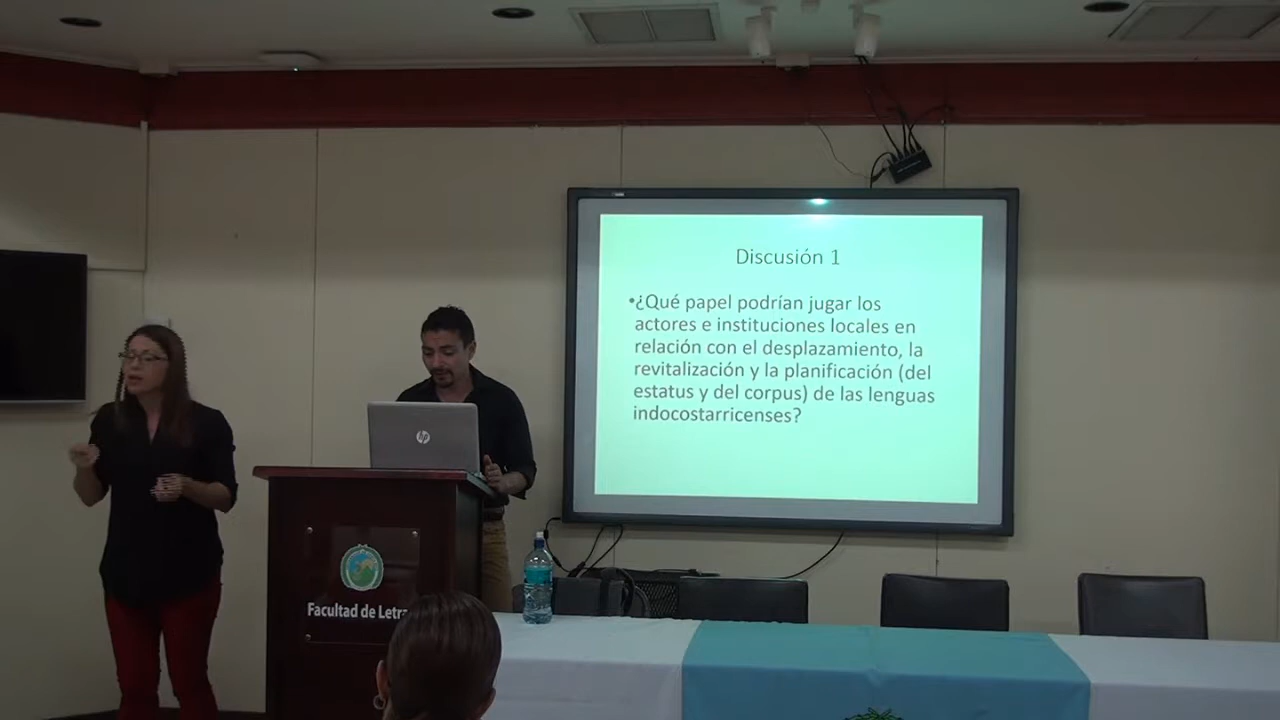 Discusión 1
•¿Qué papel podrían jugar los
actores e instituciones locales en
relación con el desplazamiento, la
revitalización y la planificación (del
estatus y del corpus) de las lenguas
indocostarricenses?
hp
Facultad de Letra